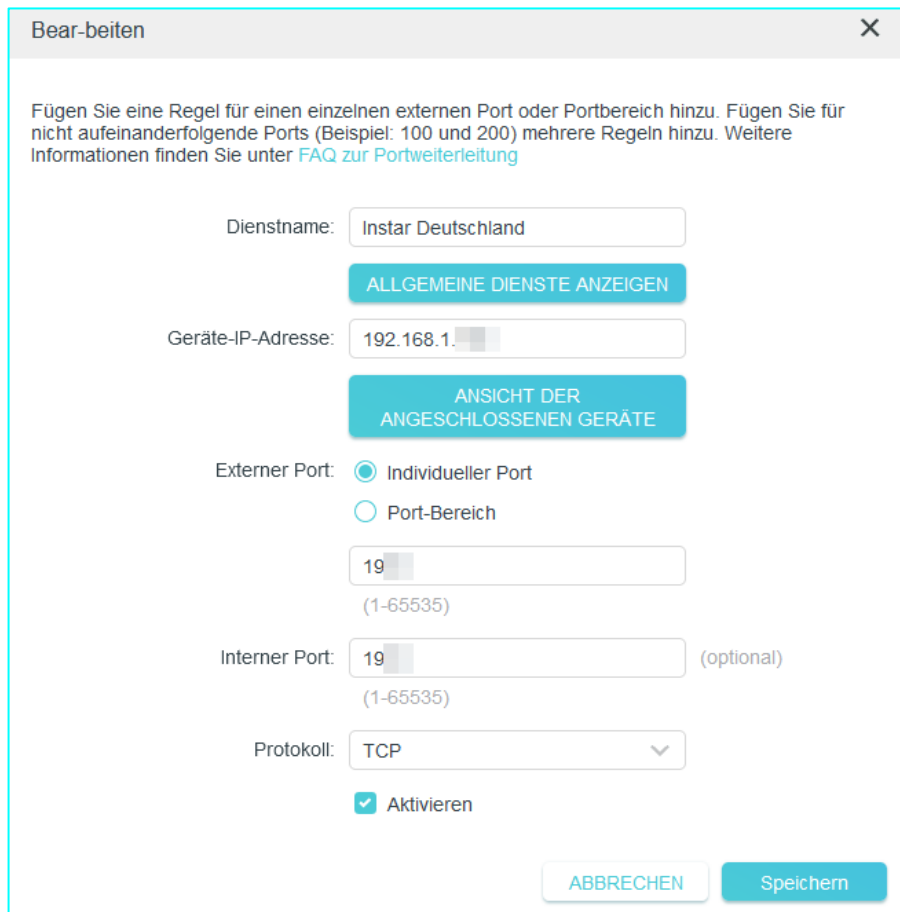 Bear-beiten
Fügen Sie eine Regel für einen einzelnen externen Port oder Portbereich hinzu. Fügen Sie für
nicht aufeinanderfolgende Ports (Beispiel: 100 und 200) mehrere Regeln hinzu. Weitere
Informationen finden Sie unter FAQ zur Portweiterleitung
Dienstname: Instar Deutschland
ALLGEMEINE DIENSTE ANZEIGEN
Geräte-IP-Adresse: 192.168.1.
ANSICHT DER
ANGESCHLOSSENEN GERÄTE
Externer Port: Individueller Port
Port-Bereich
19
(1-65535)
Interner Port: 19 (optional)
(1-65535)
Protokoll: TCP
Aktivieren
ABBRECHEN Speichern